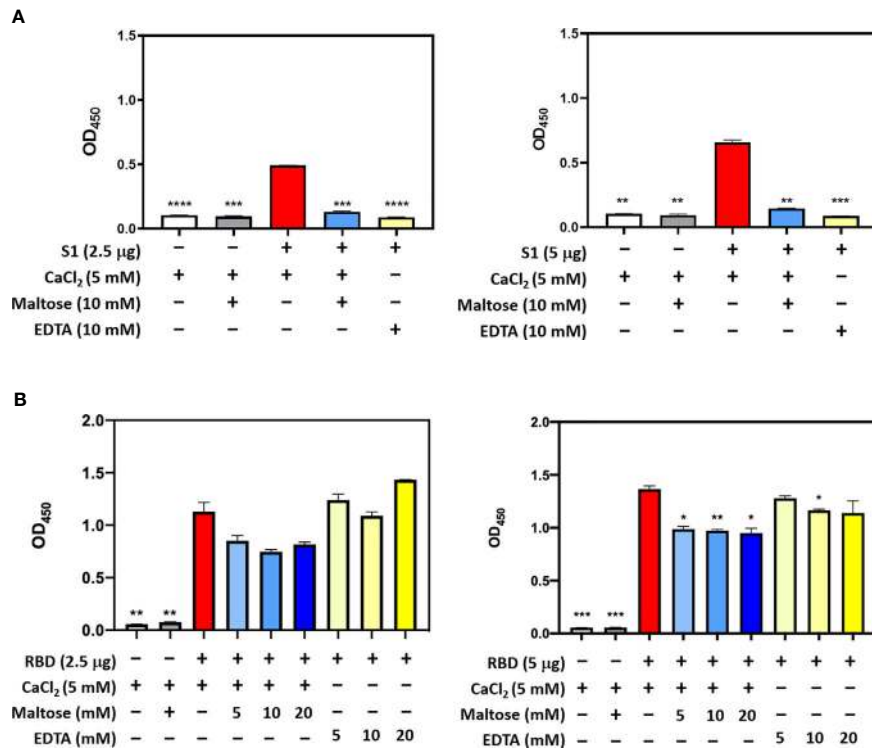 A
1.5
1.0
0.5
0.0
OD450
**** *** *** ****
S1 (2.5 µg) – – + + +
CaCl2 (5 mM) + + + + –
Maltose (10 mM) – + – + –
EDTA (10 mM) – – – – +
1.5
1.0
0.5
0.0
OD450
** ** ** ***
S1 (5 µg) – – + + +
CaCl2 (5 mM) + + + + –
Maltose (10 mM) – + – + –
EDTA (10 mM) – – – – +
B
2.0
1.5
1.0
0.5
0.0
OD450
** **
RBD (2.5 µg) – – + + + + + + +
CaCl2 (5 mM) + + + + + + – – –
Maltose (mM) – + – 5 10 20 – – –
EDTA (mM) – – – – – – 5 10 20
2.0
1.5
1.0
0.5
0.0
OD450
*** *** * ** * *
RBD (5 µg) – – + + + + + + +
CaCl2 (5 mM) + + + + + + – – –
Maltose (mM) – + – 5 10 20 – – –
EDTA (mM) – – – – – – 5 10 20